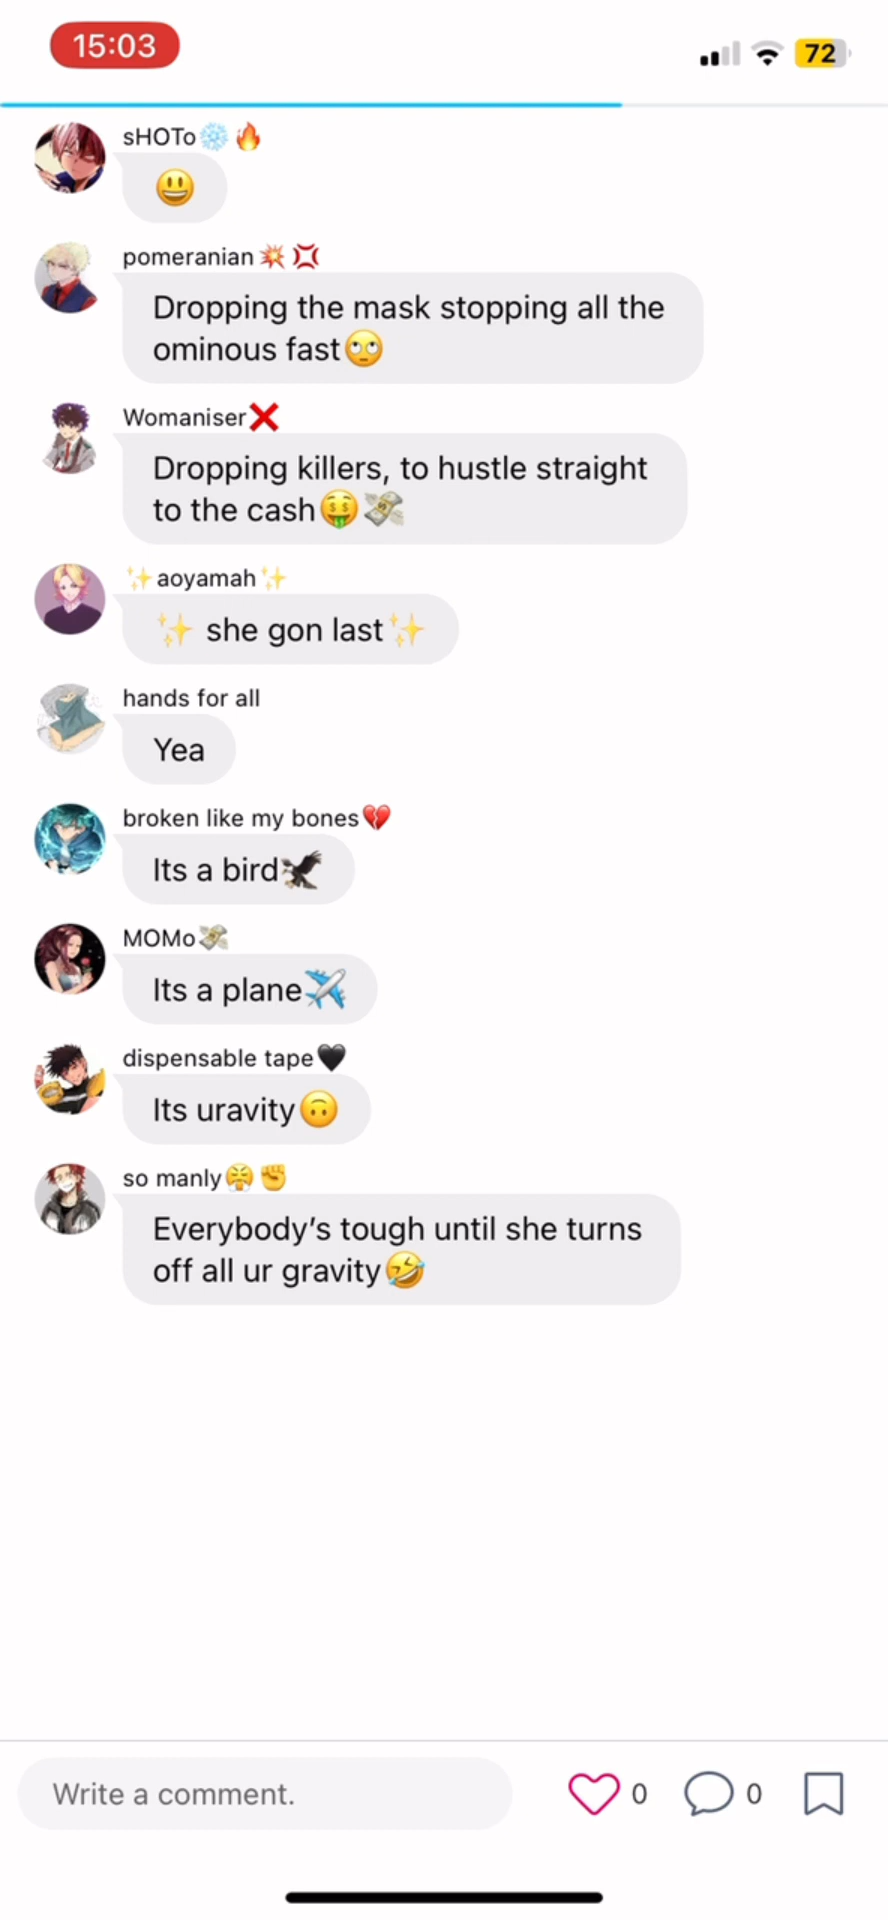 15:03
72
sHOTo❄️🔥
😃
pomeranian💥💢
Dropping the mask stopping all the
ominous fast🙄
Womaniser❌
Dropping killers, to hustle straight
to the cash🤑💸
✨aoyamah✨
✨ she gon last✨
hands for all
Yea
broken like my bones💔
Its a bird🦅
MOMo💸
Its a plane✈️
dispensable tape🖤
Its uravity🙃
so manly😤✊
Everybody’s tough until she turns
off all ur gravity🤣
Write a comment.
0
0